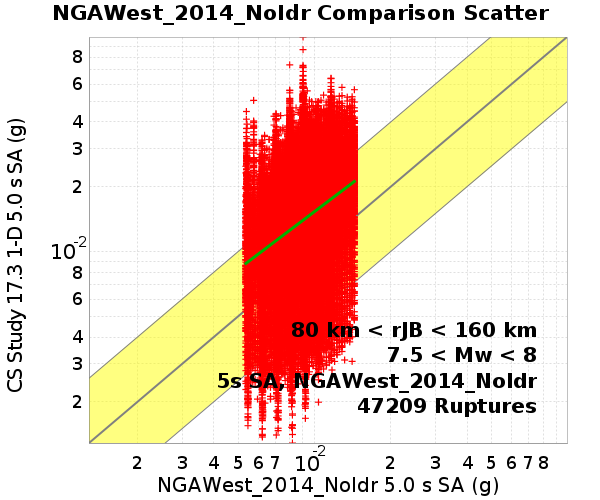 NGAWest_2014_NoIdr Comparison Scatter
CS Study 17.3 1-D 5.0 s SA (g)
8
6
4
3
2
10-2
8
6
4
3
2
80 km < rJB < 160 km
7.5 < Mw < 8
5s SA, NGAWest_2014_NoIdr
47209 Ruptures
2 3 4 5 6 7 10-2 2 3 4 5 6 7 8
NGAWest_2014_NoIdr 5.0 s SA (g)